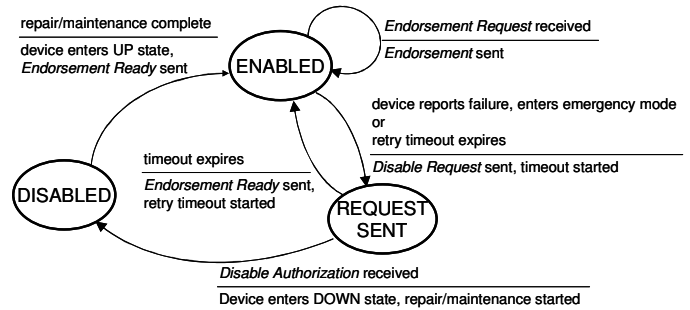 repair/maintenance complete
device enters UP state,
Endorsement Ready sent
Endorsement Request received
Endorsement sent
ENABLED
device reports failure, enters emergency mode
or
retry timeout expires
Disable Request sent, timeout started
timeout expires
Endorsement Ready sent,
retry timeout started
DISABLED
REQUEST
SENT
Disable Authorization received
Device enters DOWN state, repair/maintenance started